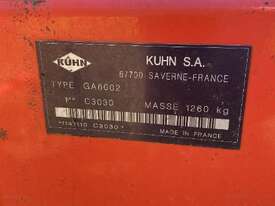 KUHN
KUHN S.A.
67700 SAVERNE-FRANCE
TYPE GA6002
N° C3030 MASSE 1260 kg
C3030
MADE IN FRANCE